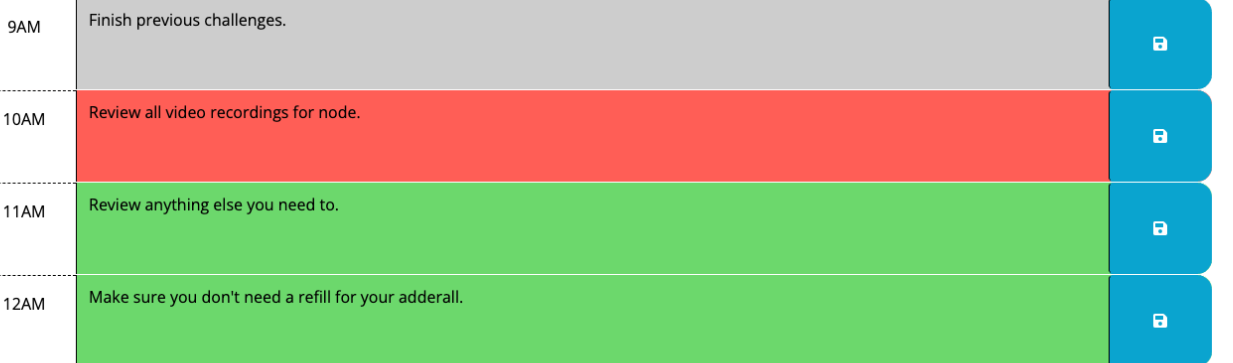 9AM Finish previous challenges.
10AM Review all video recordings for node.
11AM Review anything else you need to.
12AM Make sure you don't need a refill for your adderall.